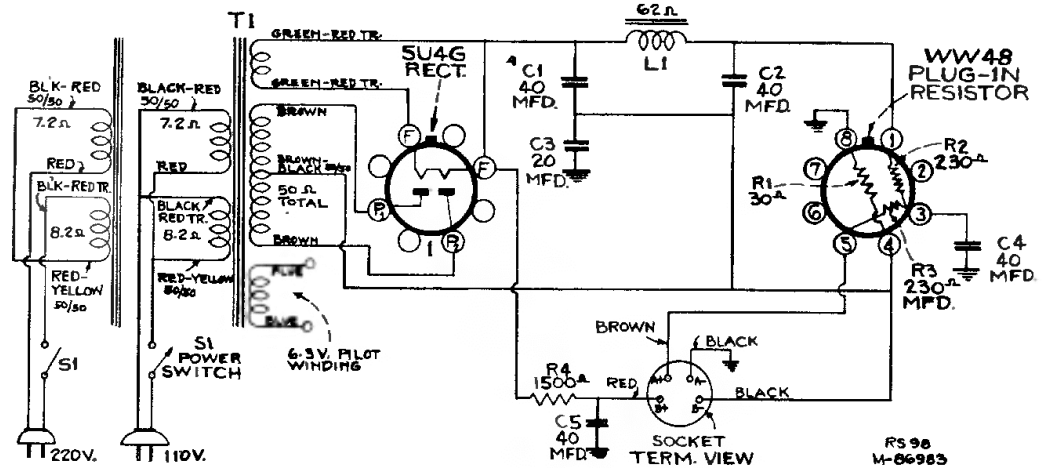 T1
GREEN-RED TR.
GREEN-RED TR.
BROWN
BROWN-
BLACK 50/50
50 Ω
TOTAL
BROWN
BLUE
BLUE
6.3V. PILOT
WINDING
BLK-RED
50/50
7.2Ω
RED
BLK-RED TR.
8.2Ω
RED-
YELLOW
50/50
S1
220V.
BLACK-RED
50/50
7.2Ω
RED
BLACK
RED TR.
8.2Ω
RED-YELLOW
50/50
S1
POWER
SWITCH
110V.
5U4G
RECT.
F
F
P1
P2
1
62Ω
L1
C1
40
MFD.
C3
20
MFD.
C2
40
MFD.
WW48
PLUG-IN
RESISTOR
8
1
7
2
6
3
5
4
R1
30Ω
R2
230Ω
R3
230Ω
MFD.
C4
40
MFD.
R4
1500Ω
C5
40
MFD.
RED
BROWN
BLACK
BLACK
A+
A-
B+
B-
SOCKET
TERM. VIEW
RS98
M-86983